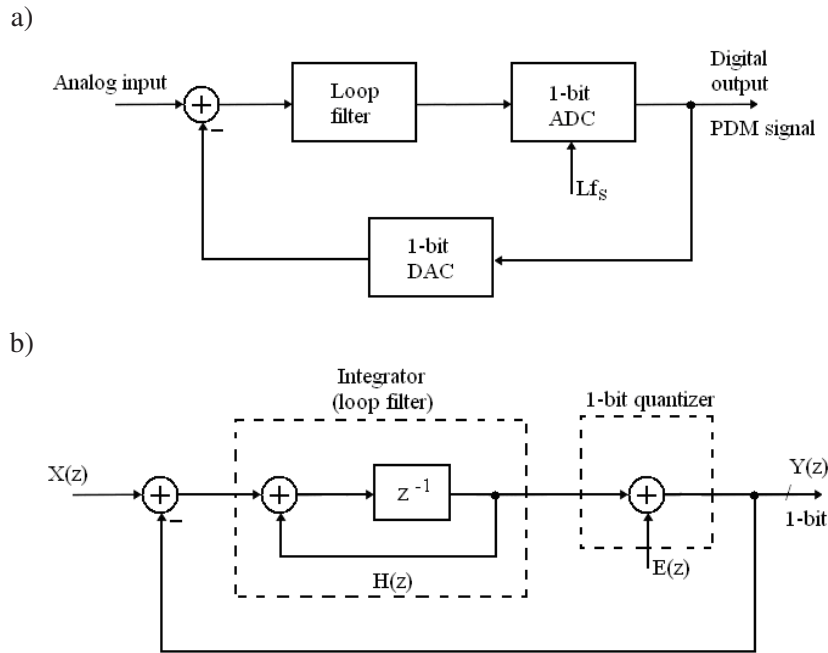 a)
Analog input
+
−
Loop
filter
1-bit
ADC
Lf_S
Digital
output
PDM signal
1-bit
DAC
b)
Integrator
(loop filter)
1-bit quantizer
X(z)
+
−
+
z⁻¹
H(z)
+
E(z)
Y(z)
1-bit